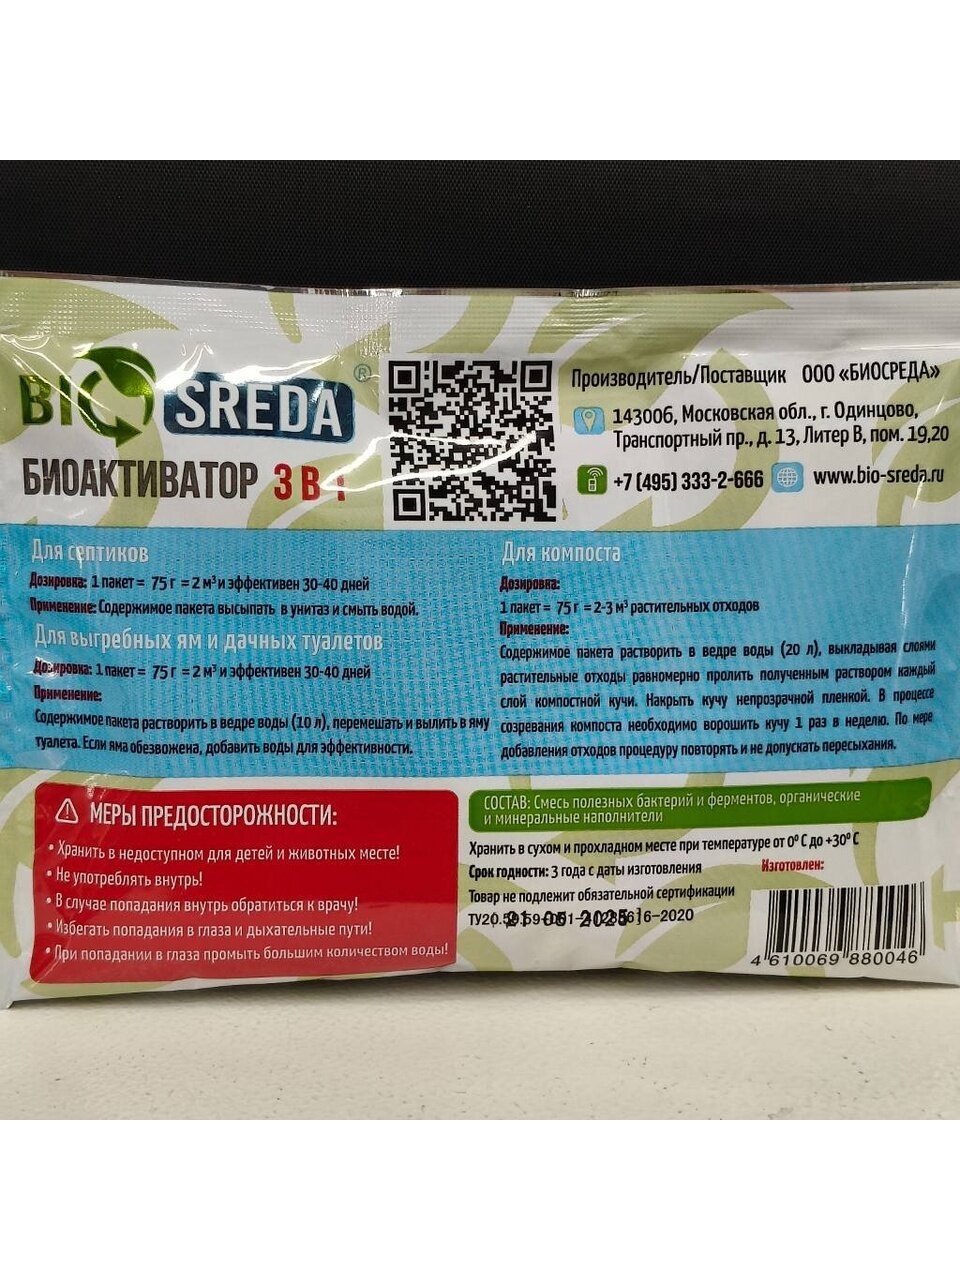 BIO SREDA®
БИОАКТИВАТОР 3 В 1
Производитель/Поставщик ООО «БИОСРЕДА»
143006, Московская обл., г. Одинцово,
Транспортный пр., д. 13, Литер В, пом. 19,20
+7 (495) 333-2-666 www.bio-sreda.ru
Для септиков
Дозировка: 1 пакет = 75 г = 2 м³ и эффективен 30-40 дней
Применение: Содержимое пакета высыпать в унитаз и смыть водой.
Для выгребных ям и дачных туалетов
Дозировка: 1 пакет = 75 г = 2 м³ и эффективен 30-40 дней
Применение:
Содержимое пакета растворить в ведре воды (10 л), перемешать и вылить в яму
туалета. Если яма обезвожена, добавить воды для эффективности.
Для компоста
Дозировка:
1 пакет = 75 г = 2-3 м³ растительных отходов
Применение:
Содержимое пакета растворить в ведре воды (20 л), выкладывая слоями
растительные отходы равномерно пролить полученным раствором каждый
слой компостной кучи. Накрыть кучу непрозрачной пленкой. В процессе
созревания компоста необходимо ворошить кучу 1 раз в неделю. По мере
добавления отходов процедуру повторять и не допускать пересыхания.
МЕРЫ ПРЕДОСТОРОЖНОСТИ:
• Хранить в недоступном для детей и животных месте!
• Не употреблять внутрь!
• В случае попадания внутрь обратиться к врачу!
• Избегать попадания в глаза и дыхательные пути!
• При попадании в глаза промыть большим количеством воды!
СОСТАВ: Смесь полезных бактерий и ферментов, органические
и минеральные наполнители
Хранить в сухом и прохладном месте при температуре от 0⁰ С до +30⁰ С
Срок годности: 3 года с даты изготовления Изготовлен:
Товар не подлежит обязательной сертификации
21 05 2025
4 610069 880046